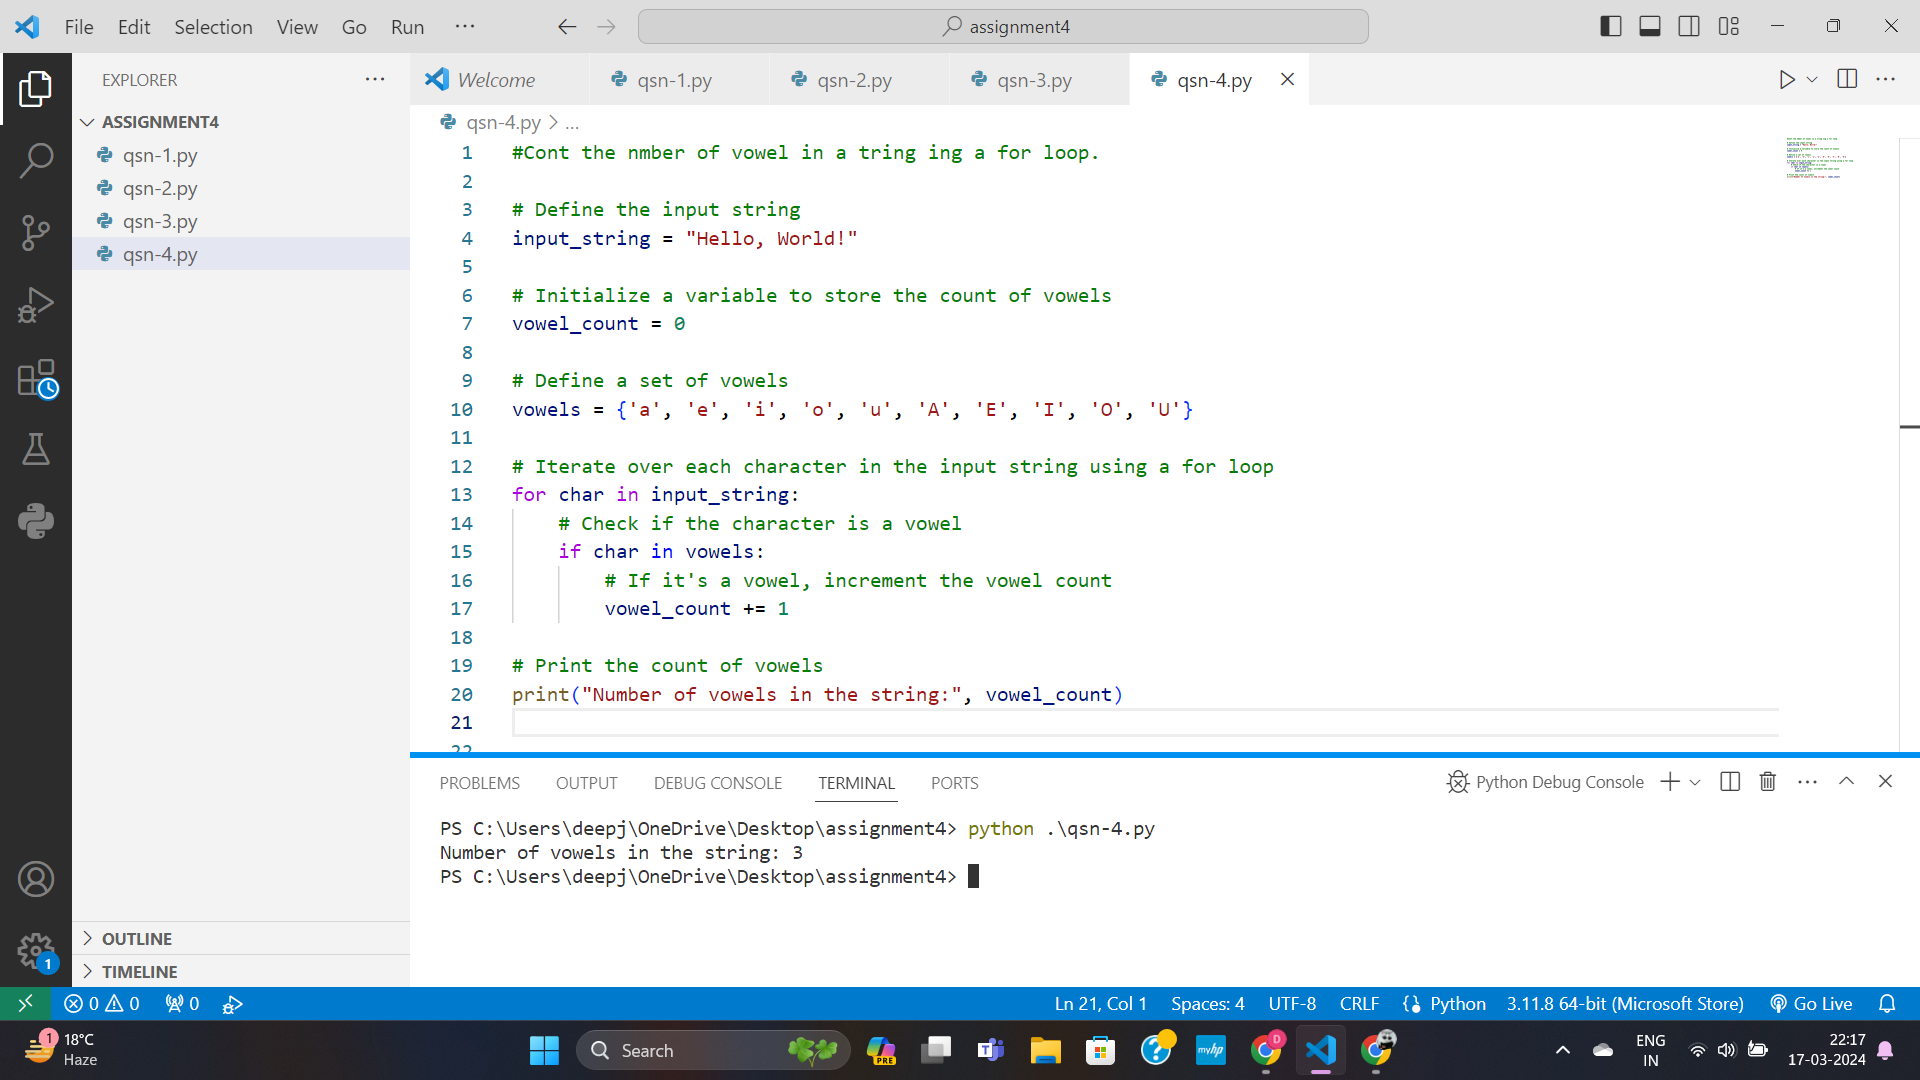 File Edit Selection View Go Run ··· assignment4
EXPLORER ···
ASSIGNMENT4
qsn-1.py
qsn-2.py
qsn-3.py
qsn-4.py
OUTLINE
TIMELINE
Welcome qsn-1.py qsn-2.py qsn-3.py qsn-4.py
qsn-4.py > ...
1 #Cont the nmber of vowel in a tring ing a for loop.
2
3 # Define the input string
4 input_string = "Hello, World!"
5
6 # Initialize a variable to store the count of vowels
7 vowel_count = 0
8
9 # Define a set of vowels
10 vowels = {'a', 'e', 'i', 'o', 'u', 'A', 'E', 'I', 'O', 'U'}
11
12 # Iterate over each character in the input string using a for loop
13 for char in input_string:
14 # Check if the character is a vowel
15 if char in vowels:
16 # If it's a vowel, increment the vowel count
17 vowel_count += 1
18
19 # Print the count of vowels
20 print("Number of vowels in the string:", vowel_count)
21
22
PROBLEMS OUTPUT DEBUG CONSOLE TERMINAL PORTS Python Debug Console
PS C:\Users\deepj\OneDrive\Desktop\assignment4> python .\qsn-4.py
Number of vowels in the string: 3
PS C:\Users\deepj\OneDrive\Desktop\assignment4>
1
0 0 0 Ln 21, Col 1 Spaces: 4 UTF-8 CRLF {} Python 3.11.8 64-bit (Microsoft Store) Go Live
1 18°C
Haze
Search
PRE
myhp
D
ENG
IN
22:17
17-03-2024